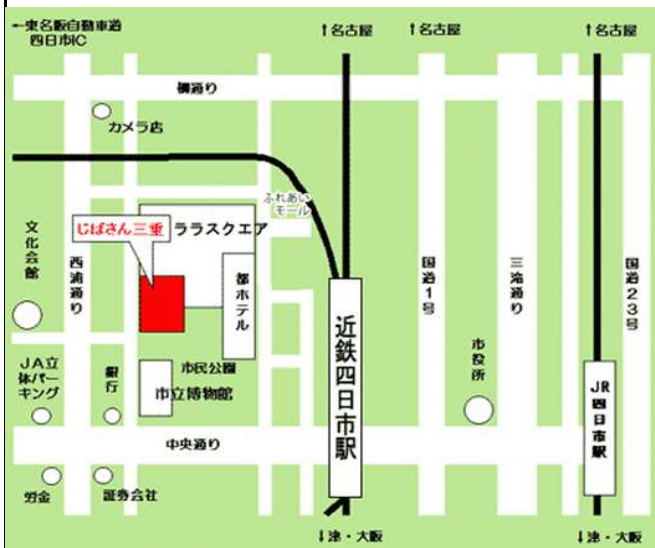 ←東名阪自動車道
四日市IC
↑名古屋
↑名古屋
↑名古屋
柳通り
カメラ店
ふれあい
モール
じばさん三重
ララスクエア
文化会館
西浦通り
都ホテル
国道1号
三滝通り
国道23号
近鉄四日市駅
市役所
JR四日市駅
JA立
体パー
キング
銀行
市民公園
市立博物館
中央通り
労金
証券会社
↓津・大阪
↓津・大阪